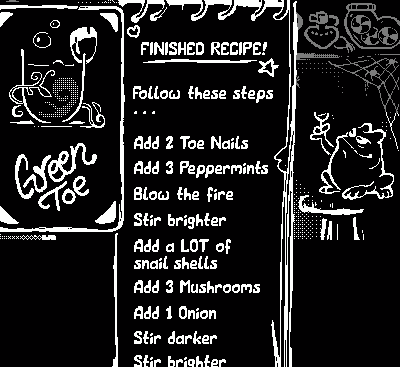 Green
Toe
FINISHED RECIPE!
Follow these steps
...
Add 2 Toe Nails
Add 3 Peppermints
Blow the fire
Stir brighter
Add a LOT of
snail shells
Add 3 Mushrooms
Add 1 Onion
Stir darker
Stir brighter